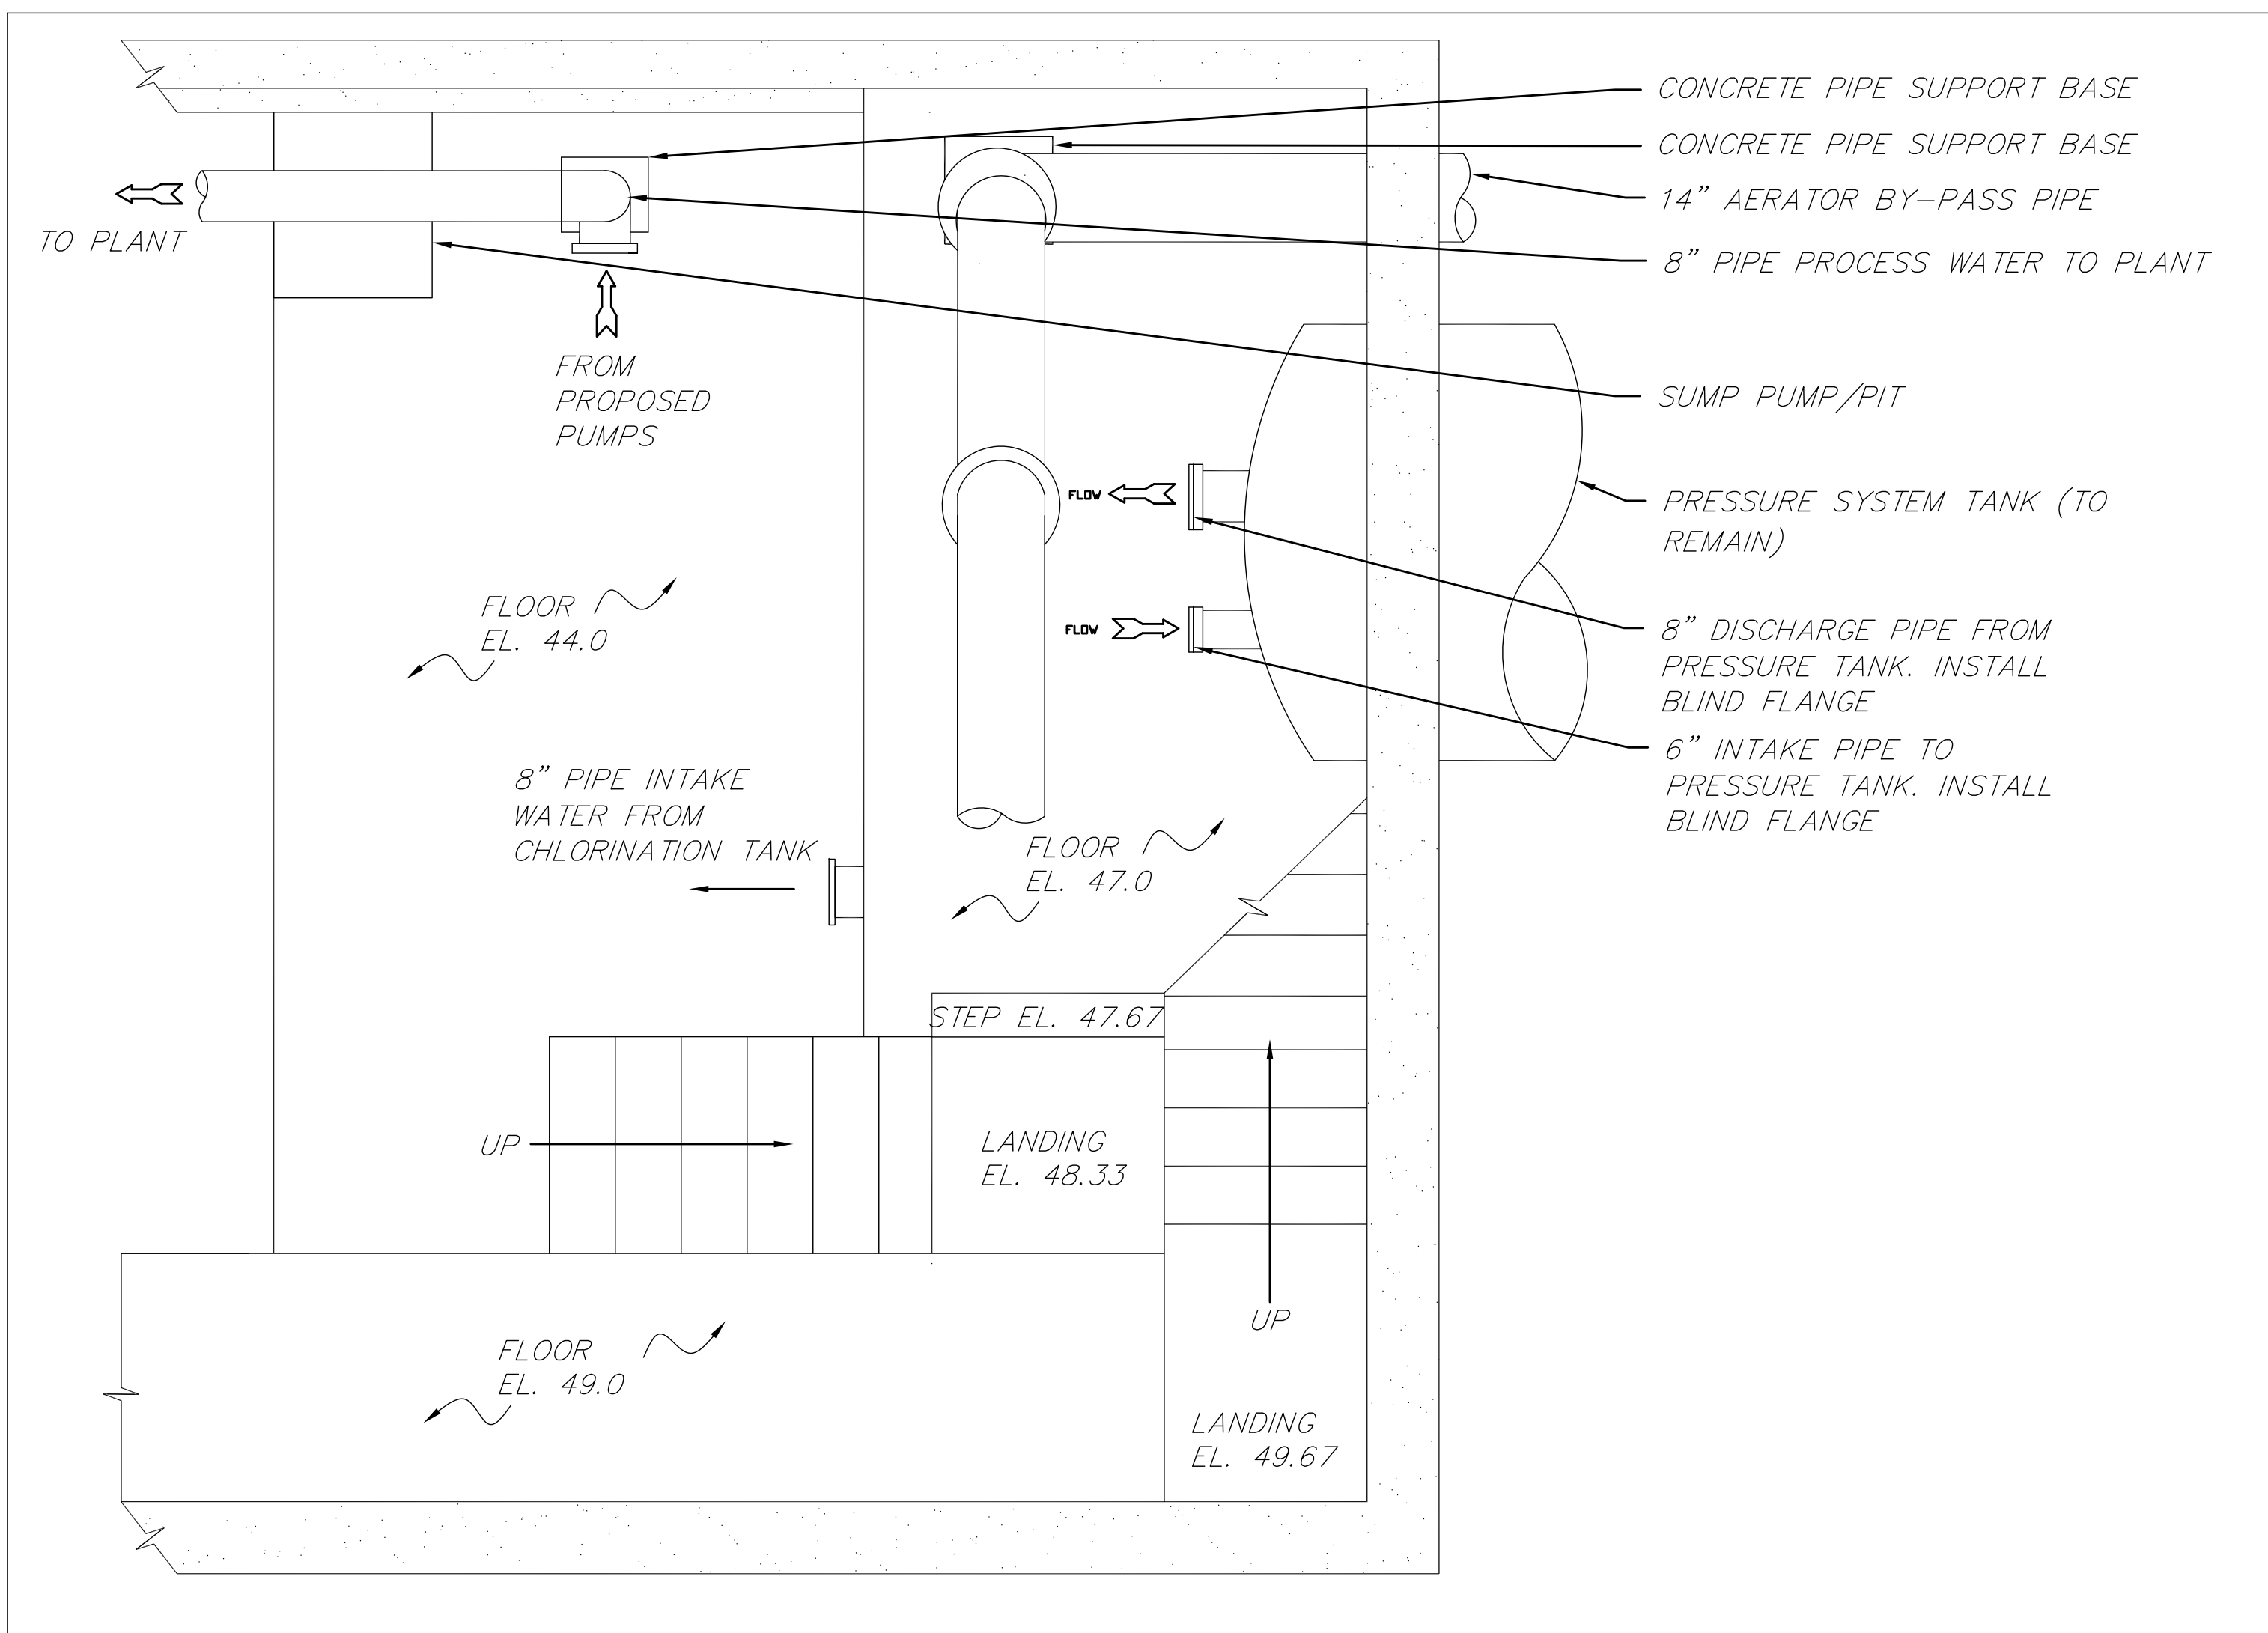 CONCRETE PIPE SUPPORT BASE
CONCRETE PIPE SUPPORT BASE
14" AERATOR BY-PASS PIPE
TO PLANT
8" PIPE PROCESS WATER TO PLANT
FROM
PROPOSED
PUMPS
SUMP PUMP/PIT
FLOW
PRESSURE SYSTEM TANK (TO
REMAIN)
FLOOR
EL. 44.0
FLOW
8" DISCHARGE PIPE FROM
PRESSURE TANK. INSTALL
BLIND FLANGE
6" INTAKE PIPE TO
PRESSURE TANK. INSTALL
BLIND FLANGE
8" PIPE INTAKE
WATER FROM
CHLORINATION TANK
FLOOR
EL. 47.0
STEP EL. 47.67
UP
LANDING
EL. 48.33
UP
FLOOR
EL. 49.0
LANDING
EL. 49.67